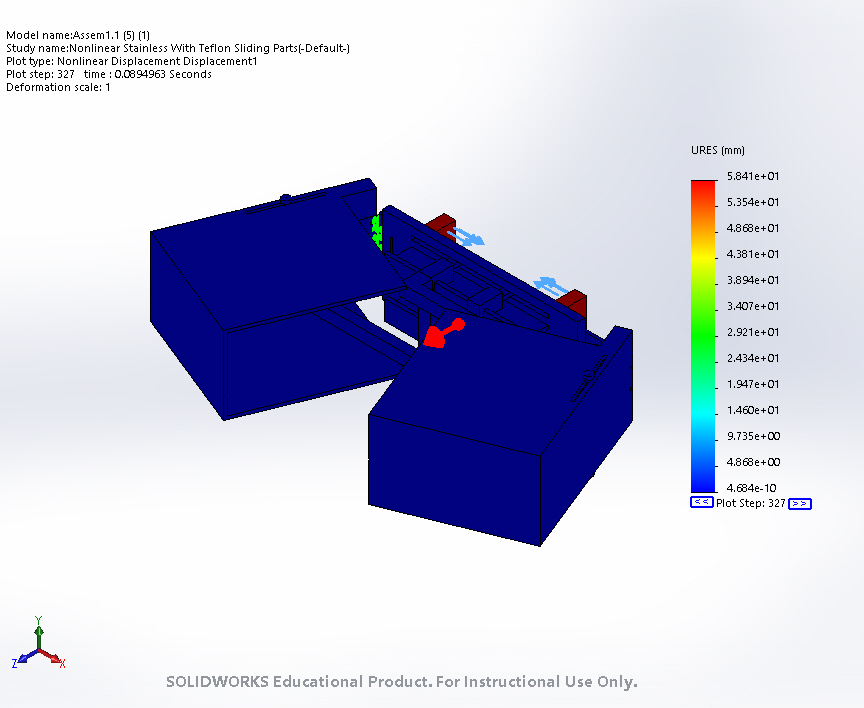 Model name:Assem1.1 (5) (1)
Study name:Nonlinear Stainless With Teflon Sliding Parts(-Default-)
Plot type: Nonlinear Displacement Displacement1
Plot step: 327 time : 0.0894963 Seconds
Deformation scale: 1
URES (mm)
5.841e+01
5.354e+01
4.868e+01
4.381e+01
3.894e+01
3.407e+01
2.921e+01
2.434e+01
1.947e+01
1.460e+01
9.735e+00
4.868e+00
4.684e-10
<< Plot Step: 327 >>
Y
Z X
SOLIDWORKS Educational Product. For Instructional Use Only.